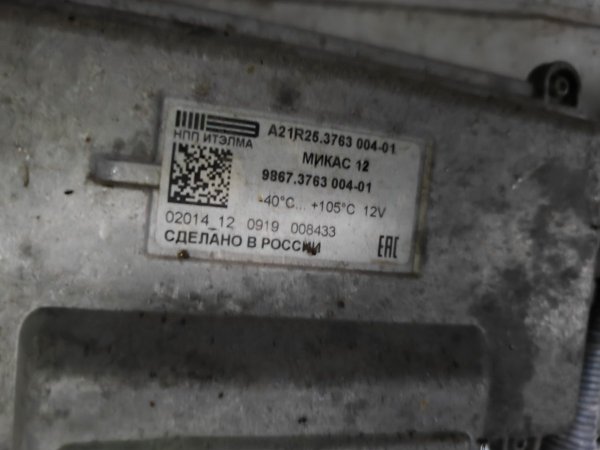 A21R25.3763 004-01
НПП ИТЭЛМА
МИКАС 12
9867.3763 004-01
-40°C... +105°C 12V
02014_12 0919 008433
СДЕЛАНО В РОССИИ
EAC